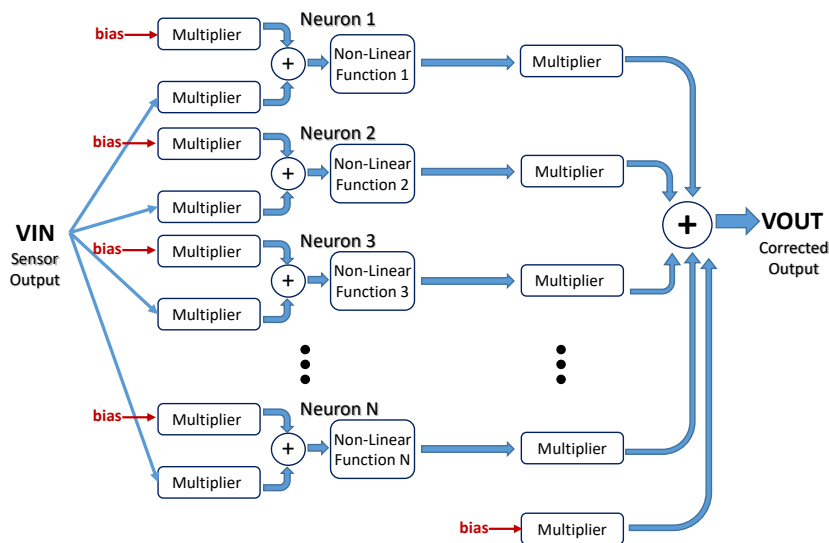 Neuron 1
bias
Multiplier
+
Non-Linear
Function 1
Multiplier
Multiplier
Neuron 2
bias
Multiplier
+
Non-Linear
Function 2
Multiplier
Multiplier
VIN
Sensor
Output
Neuron 3
bias
Multiplier
+
Non-Linear
Function 3
Multiplier
Multiplier
+
VOUT
Corrected
Output
Neuron N
bias
Multiplier
+
Non-Linear
Function N
Multiplier
Multiplier
bias
Multiplier